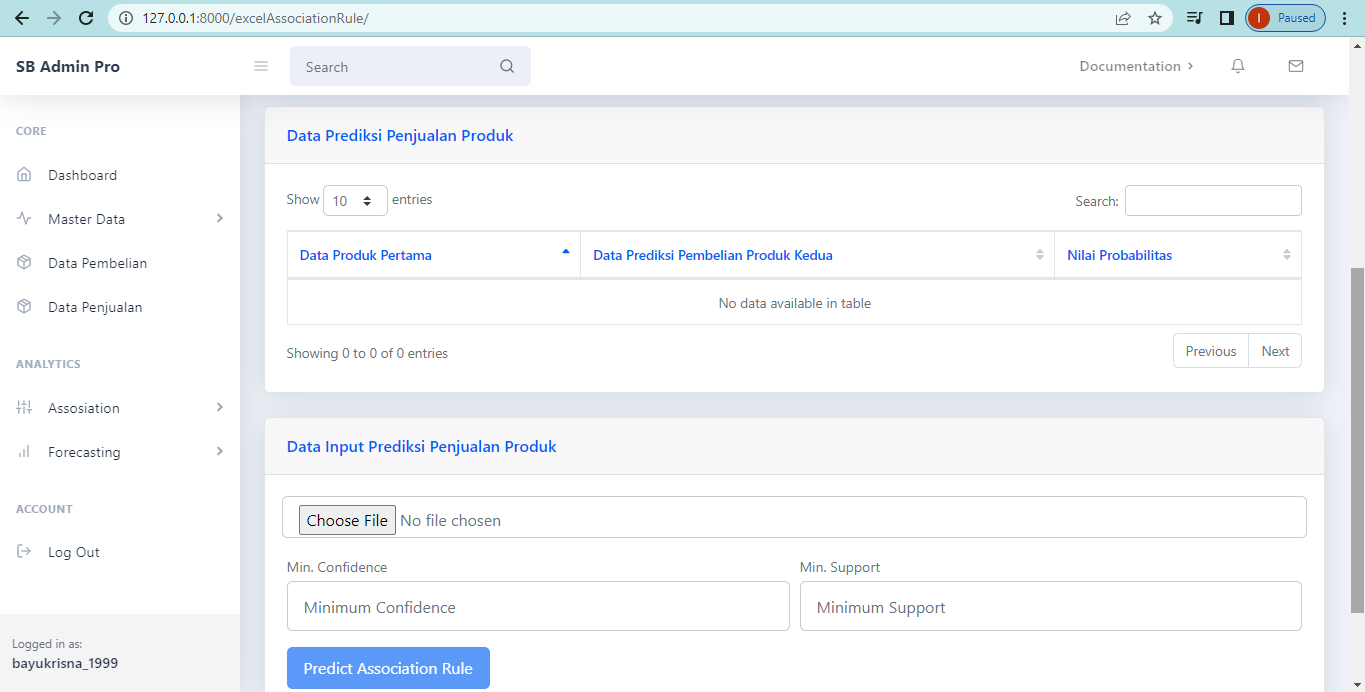 127.0.0.1:8000/excelAssociationRule/
I Paused
SB Admin Pro
Search
Documentation
CORE
Dashboard
Master Data
Data Pembelian
Data Penjualan
ANALYTICS
Assosiation
Forecasting
ACCOUNT
Log Out
Logged in as:
bayukrisna_1999
Data Prediksi Penjualan Produk
Show 10 entries
Search:
Data Produk Pertama Data Prediksi Pembelian Produk Kedua Nilai Probabilitas
No data available in table
Showing 0 to 0 of 0 entries
Previous Next
Data Input Prediksi Penjualan Produk
Choose File No file chosen
Min. Confidence Min. Support
Minimum Confidence Minimum Support
Predict Association Rule